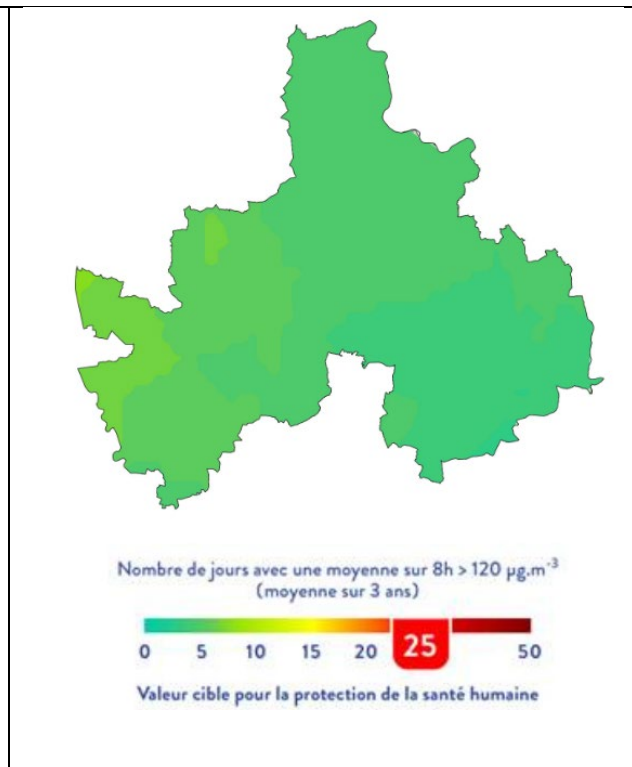 Nombre de jours avec une moyenne sur 8h > 120 µg.m⁻³
(moyenne sur 3 ans)
0 5 10 15 20 25 50
Valeur cible pour la protection de la santé humaine